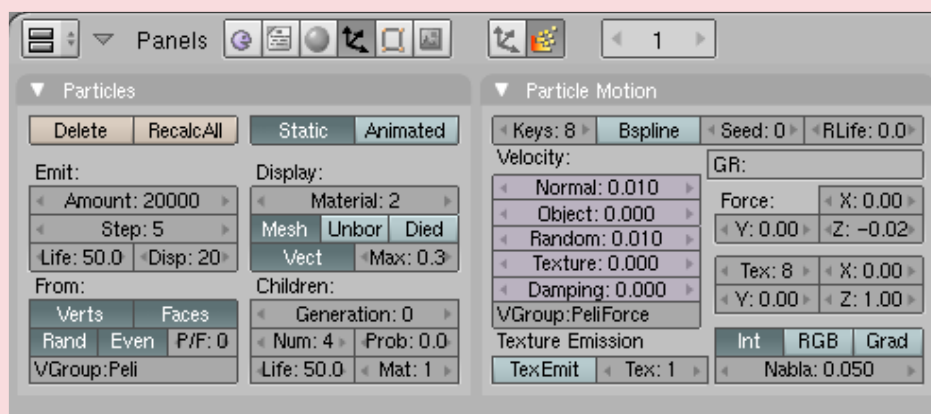 Panels 1
Particles
Delete RecalcAll Static Animated
Emit: Display:
Amount: 20000 Material: 2
Step: 5 Mesh Unbor Died
Life: 50.0 Disp: 20 Vect Max: 0.3
From: Children:
Verts Faces Generation: 0
Rand Even P/F: 0 Num: 4 Prob: 0.0
VGroup:Peli Life: 50.0 Mat: 1
Particle Motion
Keys: 8 Bspline Seed: 0 RLife: 0.0
Velocity: GR:
Normal: 0.010
Object: 0.000
Random: 0.010
Texture: 0.000
Damping: 0.000
VGroup:PeliForce
Force: X: 0.00
Y: 0.00 Z: -0.02
Tex: 8 X: 0.00
Y: 0.00 Z: 1.00
Texture Emission Int RGB Grad
TexEmit Tex: 1 Nabla: 0.050